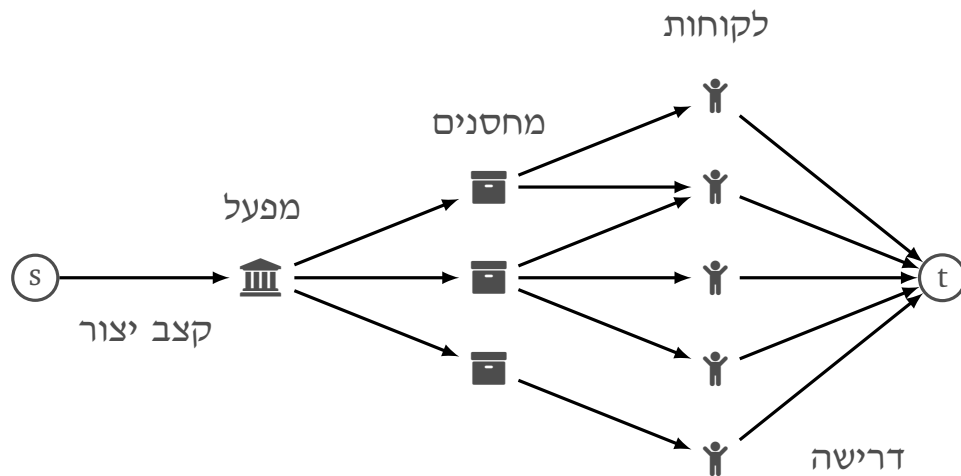 לקוחות
מחסנים
מפעל
s
t
קצב יצור
דרישה